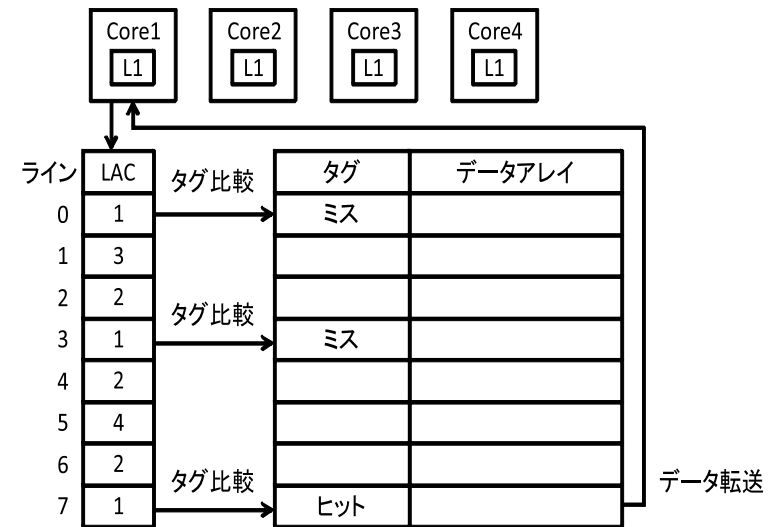 Core1 Core2 Core3 Core4
L1 L1 L1 L1
ライン LAC タグ比較 タグ データアレイ
0 1 ミス
1 3
2 2
タグ比較
3 1 ミス
4 2
5 4
6 2
タグ比較 データ転送
7 1 ヒット